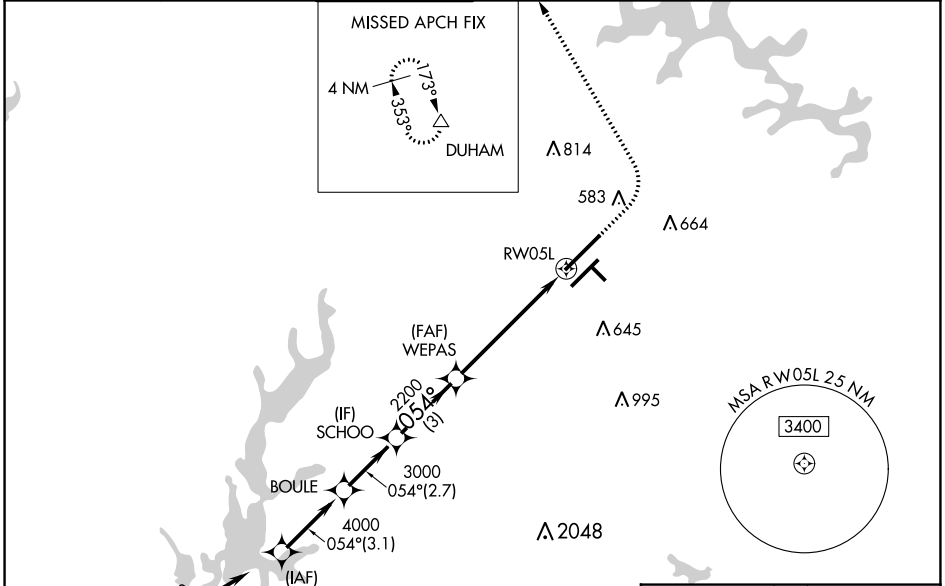 MISSED APCH FIX
4 NM
173°
353°
DUHAM
814
583
664
RW05L
645
(FAF)
WEPAS
995
MSA RW05L 25 NM
3400
2200
054°
(3)
(IF)
SCHOO
BOULE
3000
054°(2.7)
4000
054°(3.1)
2048
(IAF)